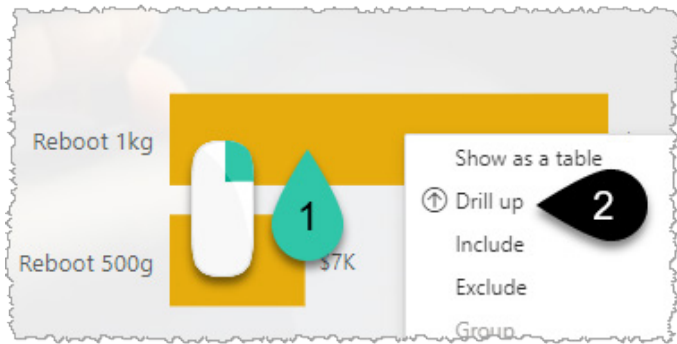 Reboot 1kg
1
Show as a table
Drill up
2
Include
Reboot 500g
$7K
Exclude
Group